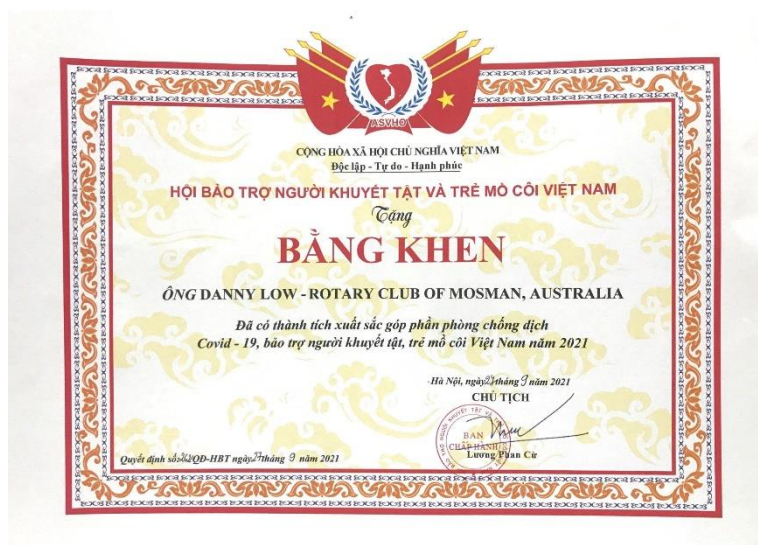 ASVHO
CỘNG HÒA XÃ HỘI CHỦ NGHĨA VIỆT NAM
Độc lập - Tự do - Hạnh phúc
HỘI BẢO TRỢ NGƯỜI KHUYẾT TẬT VÀ TRẺ MỒ CÔI VIỆT NAM
Tặng
BẰNG KHEN
ÔNG DANNY LOW - ROTARY CLUB OF MOSMAN, AUSTRALIA
Đã có thành tích xuất sắc góp phần phòng chống dịch
Covid - 19, bảo trợ người khuyết tật, trẻ mồ côi Việt Nam năm 2021
Hà Nội, ngày tháng 9 năm 2021
CHỦ TỊCH
BAN
CHẤP HÀNH
Lương Phan Cừ
Quyết định số: /QĐ-HBT ngày tháng 9 năm 2021